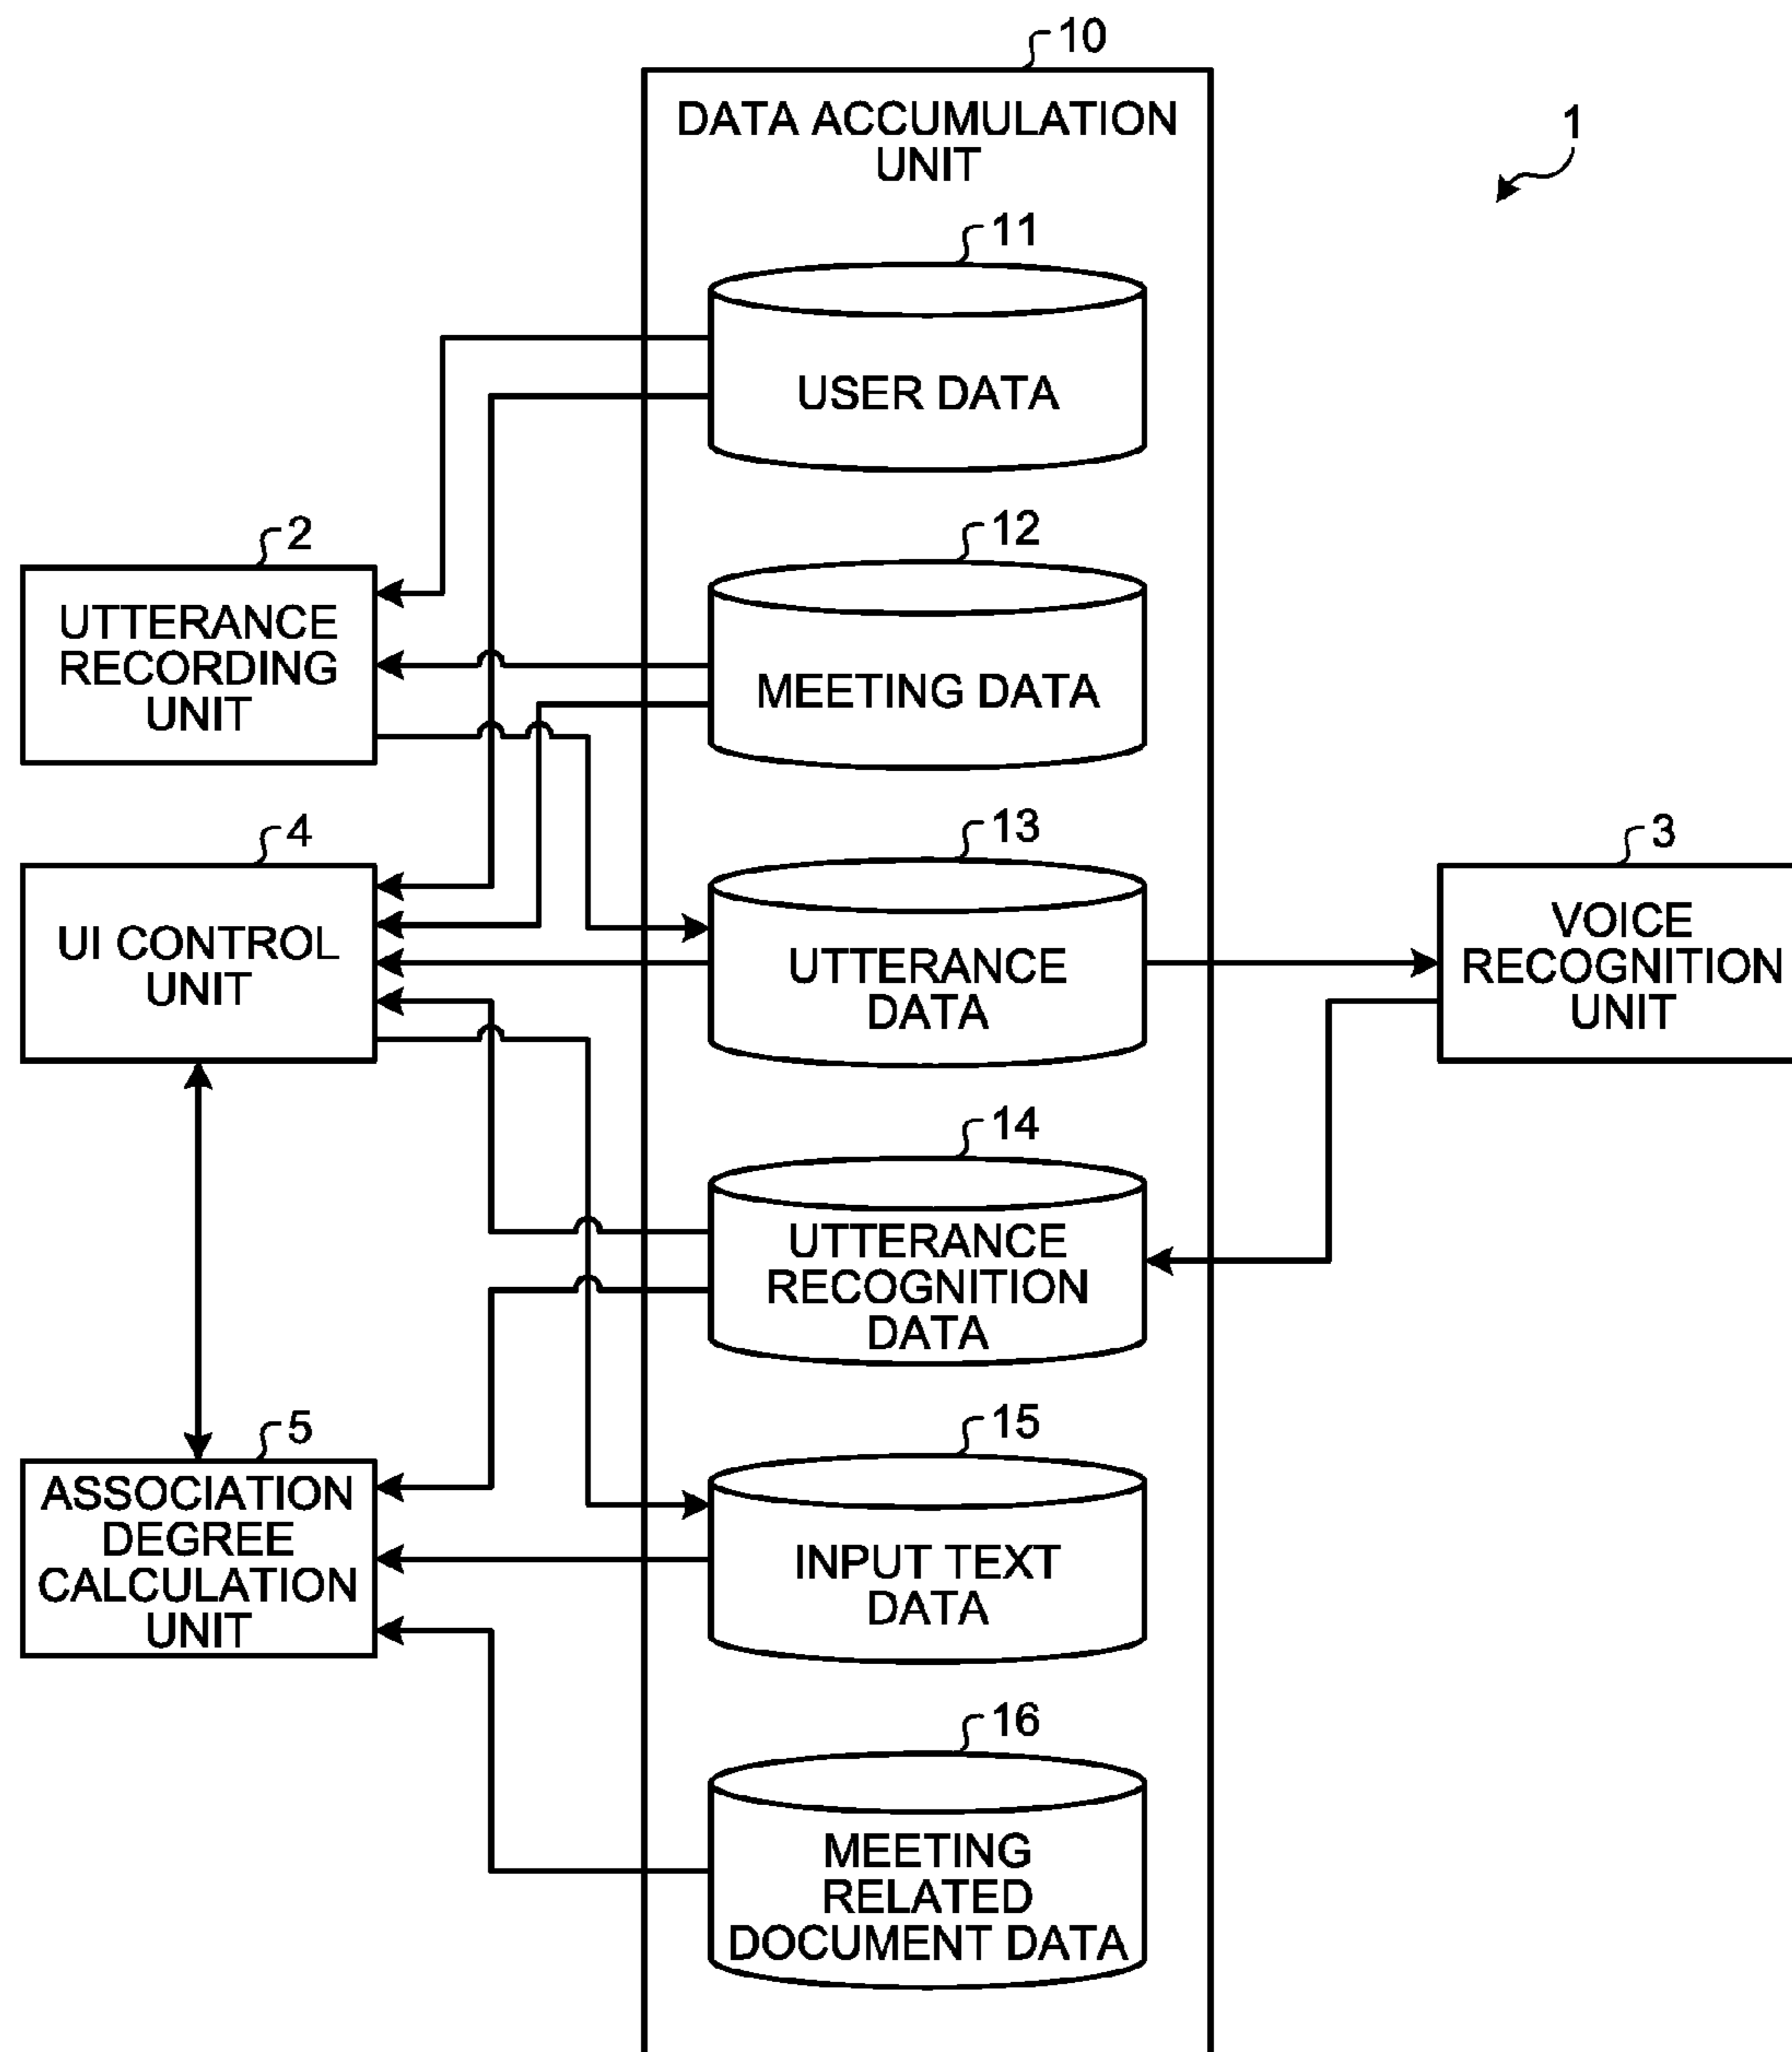 10
DATA ACCUMULATION
UNIT
1
11
USER DATA
2
UTTERANCE
RECORDING
UNIT
12
MEETING DATA
4
UI CONTROL
UNIT
13
UTTERANCE
DATA
3
VOICE
RECOGNITION
UNIT
14
UTTERANCE
RECOGNITION
DATA
5
ASSOCIATION
DEGREE
CALCULATION
UNIT
15
INPUT TEXT
DATA
16
MEETING
RELATED
DOCUMENT DATA